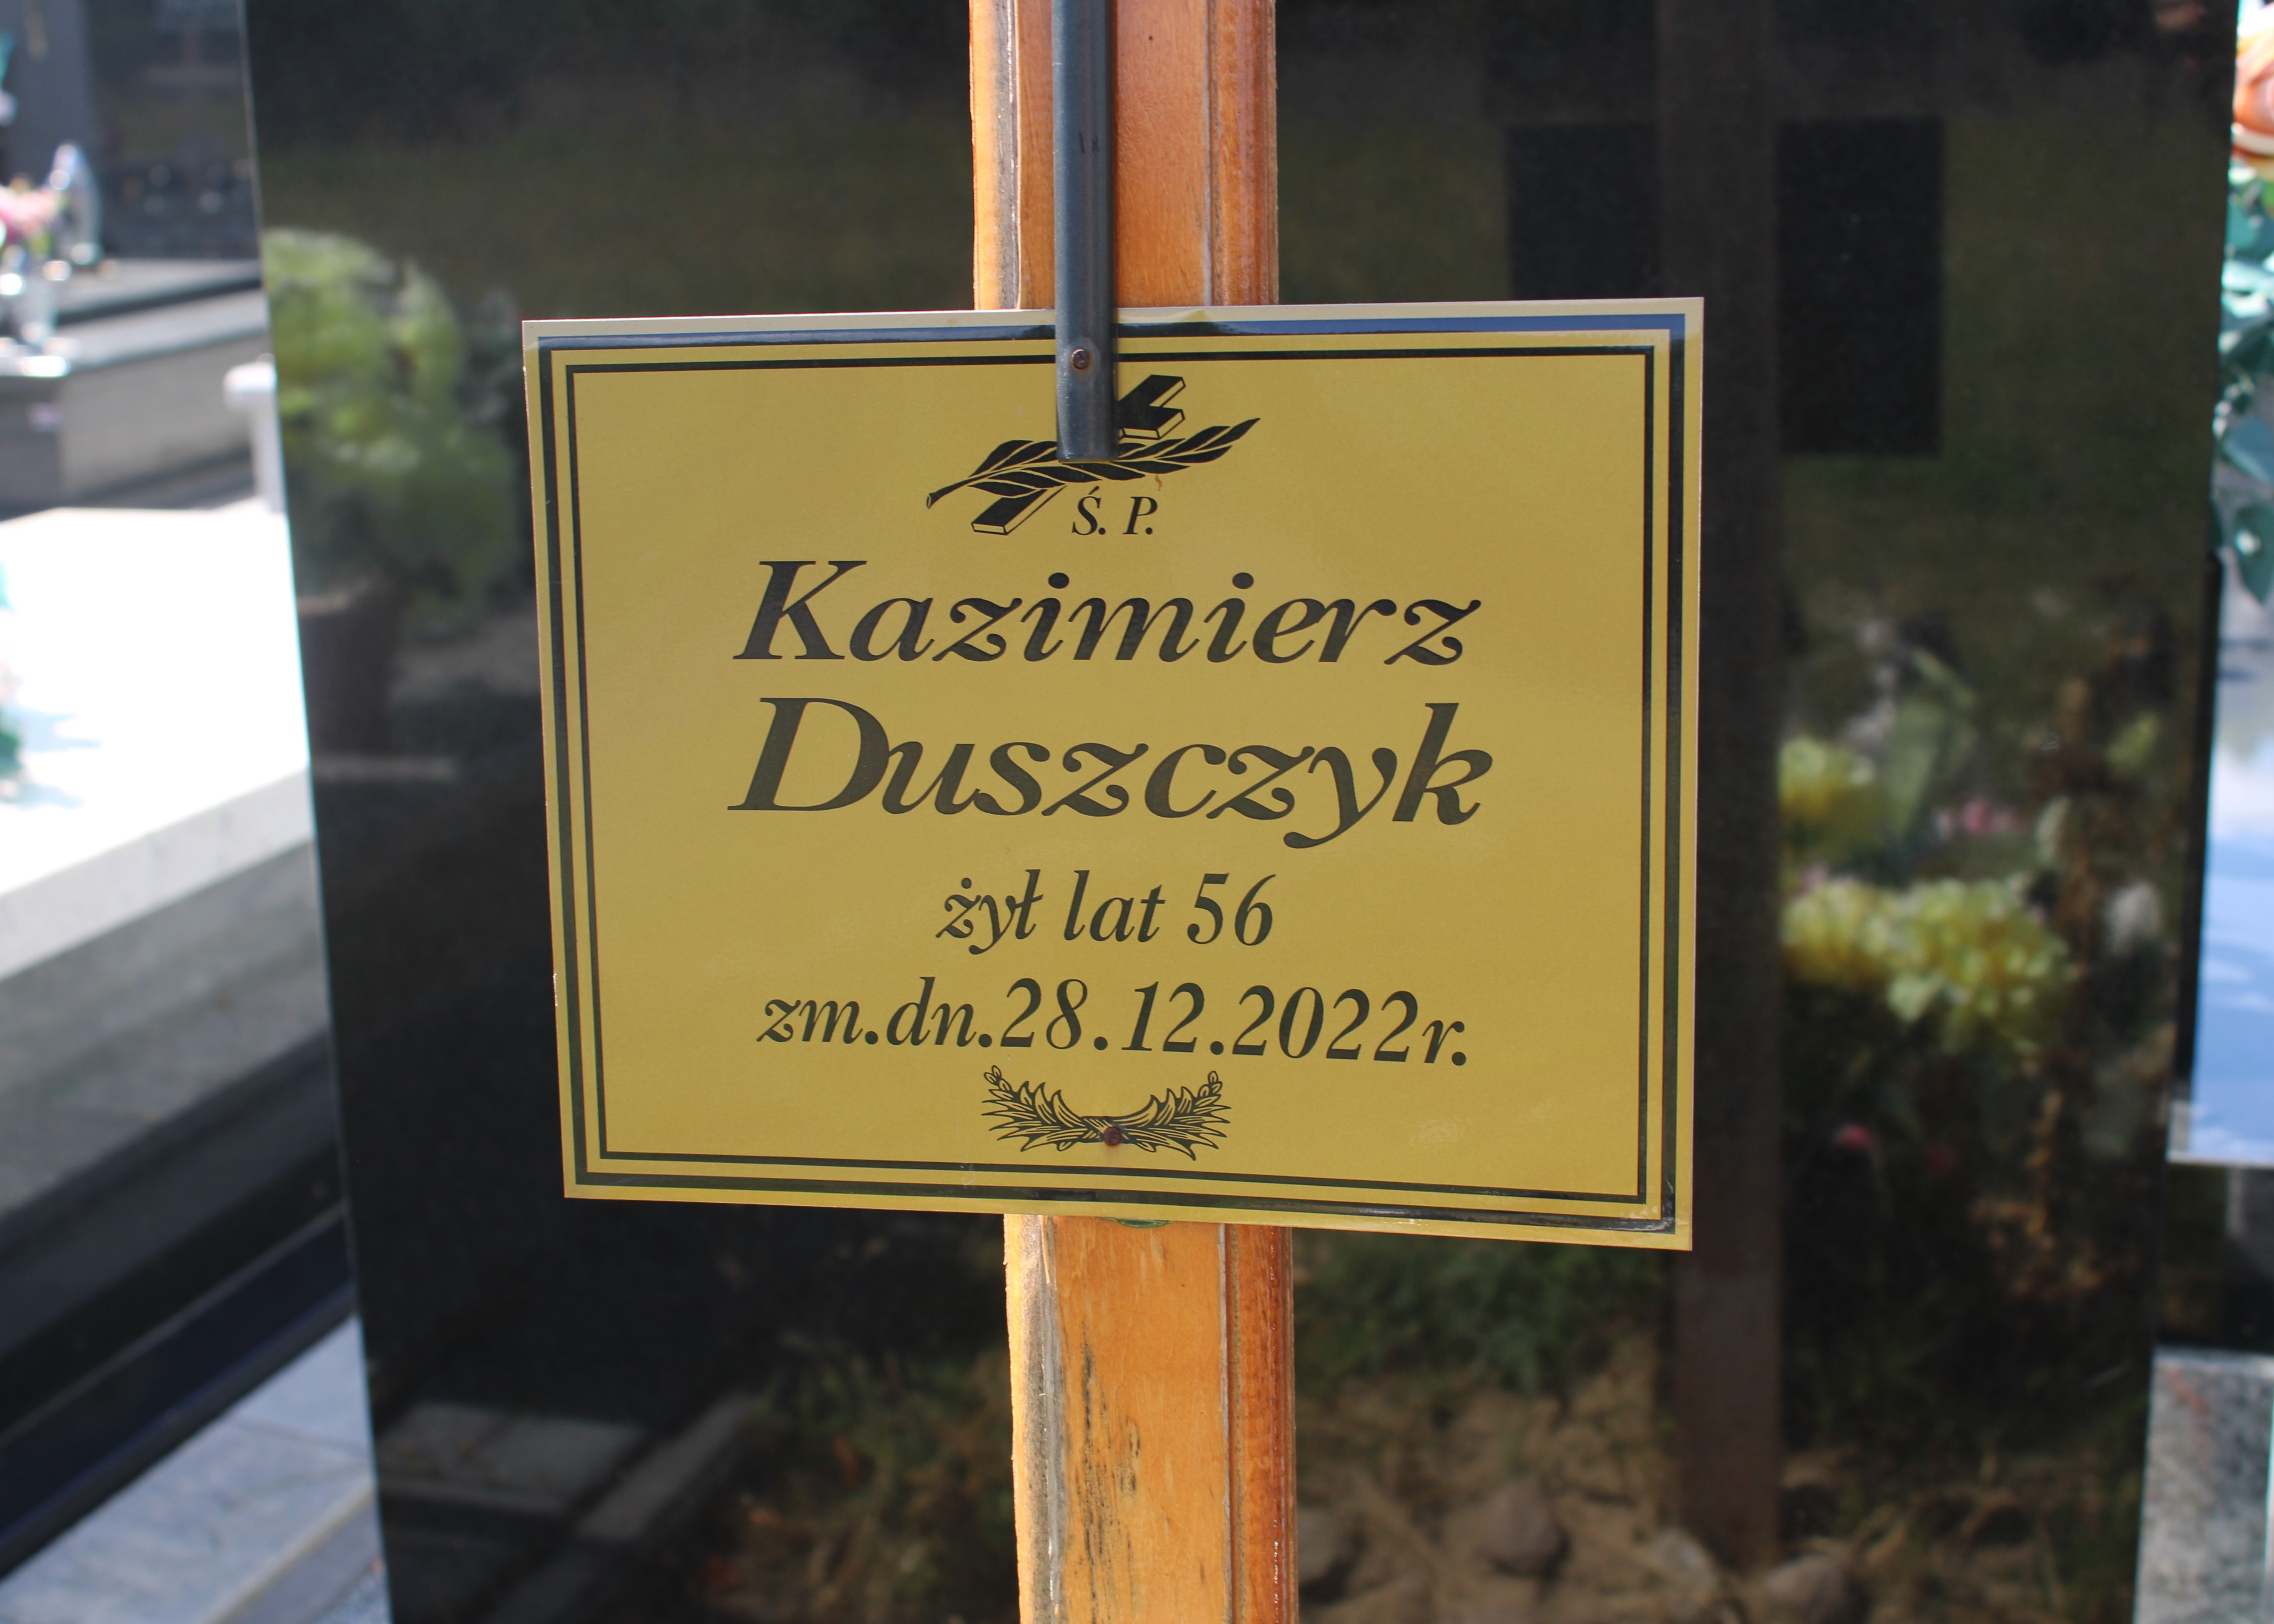 Ś. P.
Kazimierz
Duszczyk
żył lat 56
zm.dn.28.12.2022r.